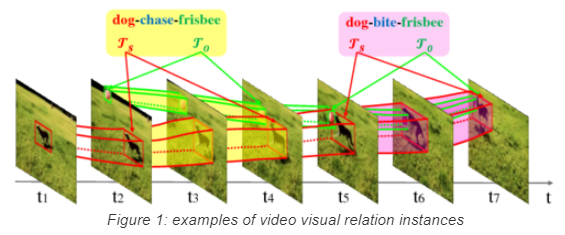 dog-chase-frisbee
𝒯s 𝒯o
dog-bite-frisbee
𝒯s 𝒯o
t1 t2 t3 t4 t5 t6 t7 t
Figure 1: examples of video visual relation instances